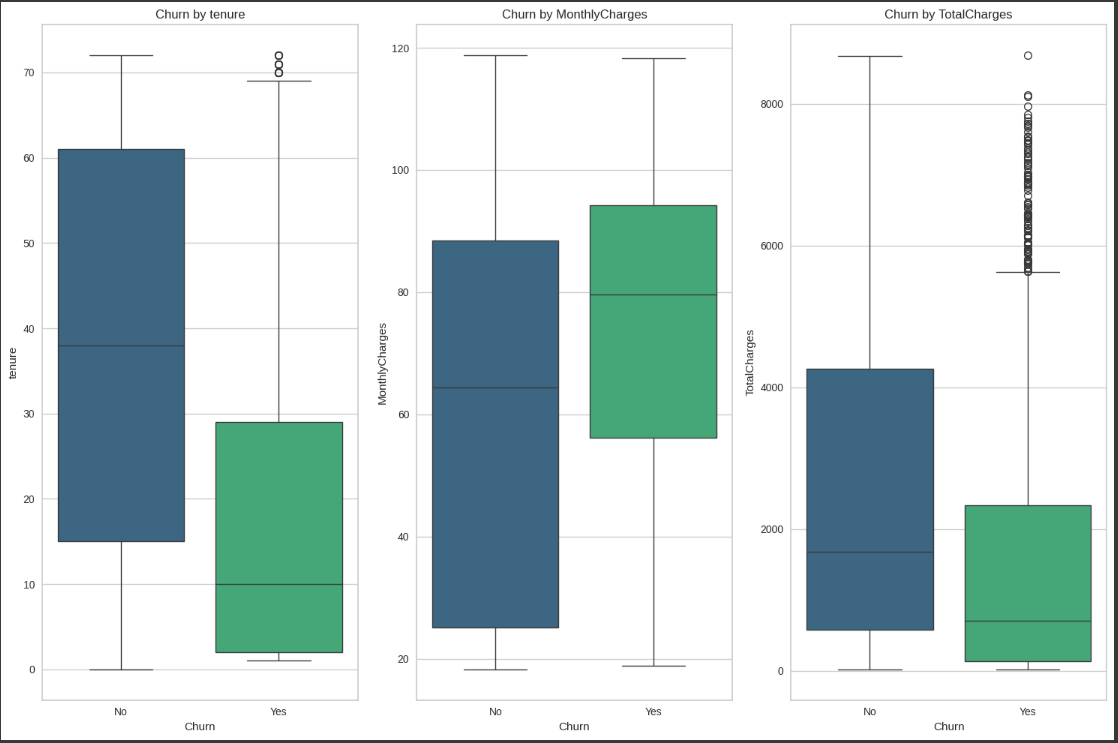 Churn by tenure
70
60
50
40
30
20
10
0
tenure
No
Yes
Churn
Churn by MonthlyCharges
120
100
80
60
40
20
MonthlyCharges
No
Yes
Churn
Churn by TotalCharges
8000
6000
4000
2000
0
TotalCharges
No
Yes
Churn